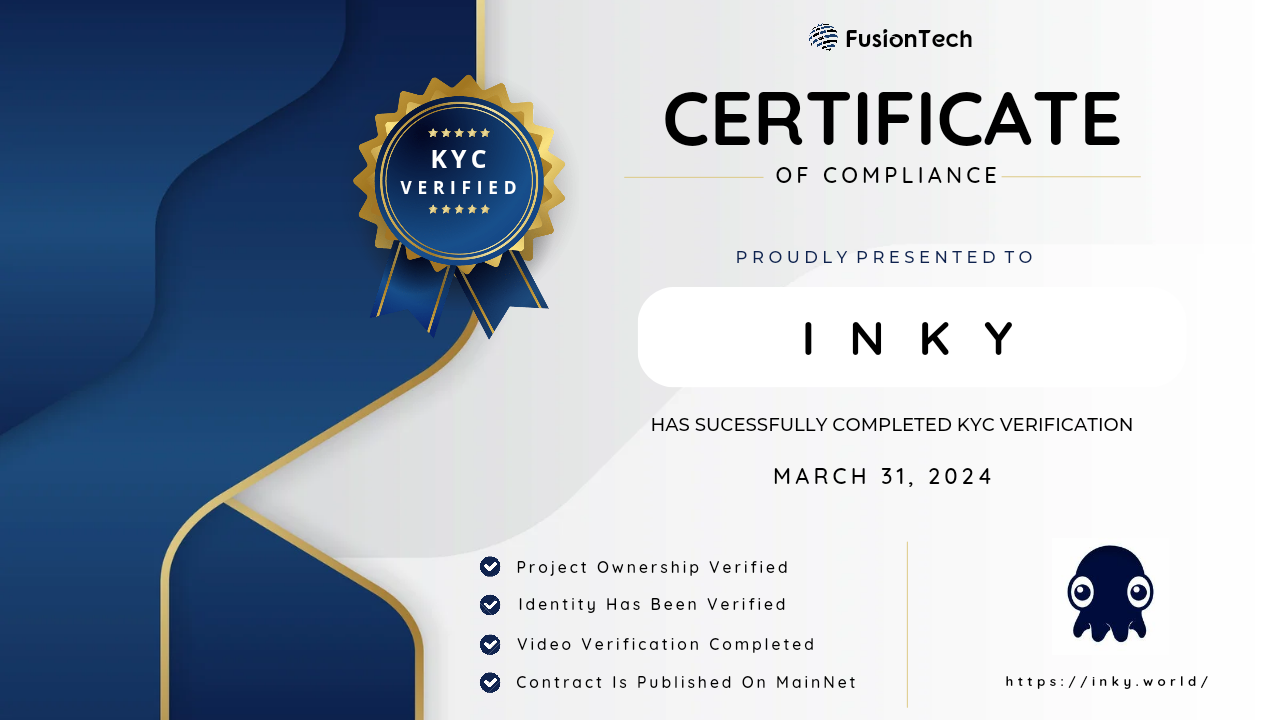 FusionTech
CERTIFICATE
OF COMPLIANCE
KYC
VERIFIED
PROUDLY PRESENTED TO
INKY
HAS SUCESSFULLY COMPLETED KYC VERIFICATION
MARCH 31, 2024
Project Ownership Verified
Identity Has Been Verified
Video Verification Completed
Contract Is Published On MainNet
https://inky.world/